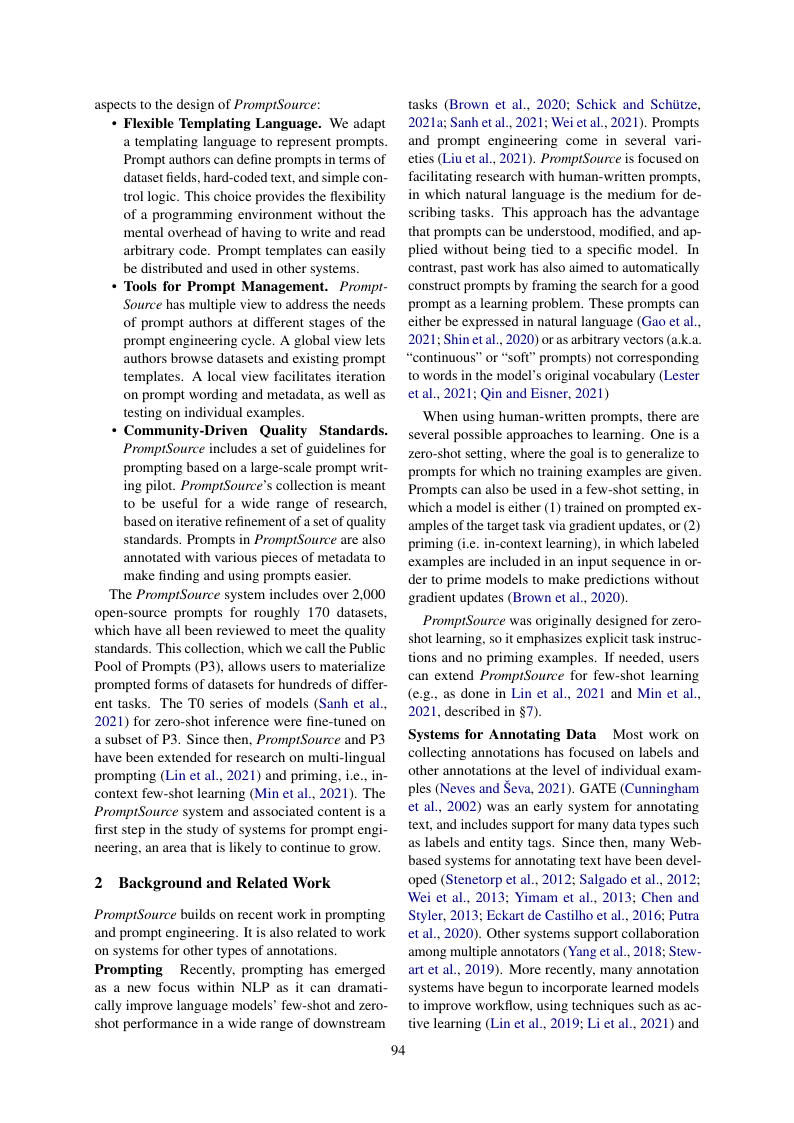 aspects to the design of PromptSource:
• Flexible Templating Language. We adapt
a templating language to represent prompts.
Prompt authors can define prompts in terms of
dataset fields, hard-coded text, and simple con-
trol logic. This choice provides the flexibility
of a programming environment without the
mental overhead of having to write and read
arbitrary code. Prompt templates can easily
be distributed and used in other systems.
• Tools for Prompt Management. Prompt-
Source has multiple view to address the needs
of prompt authors at different stages of the
prompt engineering cycle. A global view lets
authors browse datasets and existing prompt
templates. A local view facilitates iteration
on prompt wording and metadata, as well as
testing on individual examples.
• Community-Driven Quality Standards.
PromptSource includes a set of guidelines for
prompting based on a large-scale prompt writ-
ing pilot. PromptSource's collection is meant
to be useful for a wide range of research,
based on iterative refinement of a set of quality
standards. Prompts in PromptSource are also
annotated with various pieces of metadata to
make finding and using prompts easier.
The PromptSource system includes over 2,000
open-source prompts for roughly 170 datasets,
which have all been reviewed to meet the quality
standards. This collection, which we call the Public
Pool of Prompts (P3), allows users to materialize
prompted forms of datasets for hundreds of differ-
ent tasks. The T0 series of models (Sanh et al.,
2021) for zero-shot inference were fine-tuned on
a subset of P3. Since then, PromptSource and P3
have been extended for research on multi-lingual
prompting (Lin et al., 2021) and priming, i.e., in-
context few-shot learning (Min et al., 2021). The
PromptSource system and associated content is a
first step in the study of systems for prompt engi-
neering, an area that is likely to continue to grow.
2 Background and Related Work
PromptSource builds on recent work in prompting
and prompt engineering. It is also related to work
on systems for other types of annotations.
Prompting Recently, prompting has emerged
as a new focus within NLP as it can dramati-
cally improve language models' few-shot and zero-
shot performance in a wide range of downstream
tasks (Brown et al., 2020; Schick and Schütze,
2021a; Sanh et al., 2021; Wei et al., 2021). Prompts
and prompt engineering come in several vari-
eties (Liu et al., 2021). PromptSource is focused on
facilitating research with human-written prompts,
in which natural language is the medium for de-
scribing tasks. This approach has the advantage
that prompts can be understood, modified, and ap-
plied without being tied to a specific model. In
contrast, past work has also aimed to automatically
construct prompts by framing the search for a good
prompt as a learning problem. These prompts can
either be expressed in natural language (Gao et al.,
2021; Shin et al., 2020) or as arbitrary vectors (a.k.a.
“continuous” or “soft” prompts) not corresponding
to words in the model's original vocabulary (Lester
et al., 2021; Qin and Eisner, 2021)
When using human-written prompts, there are
several possible approaches to learning. One is a
zero-shot setting, where the goal is to generalize to
prompts for which no training examples are given.
Prompts can also be used in a few-shot setting, in
which a model is either (1) trained on prompted ex-
amples of the target task via gradient updates, or (2)
priming (i.e. in-context learning), in which labeled
examples are included in an input sequence in or-
der to prime models to make predictions without
gradient updates (Brown et al., 2020).
PromptSource was originally designed for zero-
shot learning, so it emphasizes explicit task instruc-
tions and no priming examples. If needed, users
can extend PromptSource for few-shot learning
(e.g., as done in Lin et al., 2021 and Min et al.,
2021, described in §7).
Systems for Annotating Data Most work on
collecting annotations has focused on labels and
other annotations at the level of individual exam-
ples (Neves and Ševa, 2021). GATE (Cunningham
et al., 2002) was an early system for annotating
text, and includes support for many data types such
as labels and entity tags. Since then, many Web-
based systems for annotating text have been devel-
oped (Stenetorp et al., 2012; Salgado et al., 2012;
Wei et al., 2013; Yimam et al., 2013; Chen and
Styler, 2013; Eckart de Castilho et al., 2016; Putra
et al., 2020). Other systems support collaboration
among multiple annotators (Yang et al., 2018; Stew-
art et al., 2019). More recently, many annotation
systems have begun to incorporate learned models
to improve workflow, using techniques such as ac-
tive learning (Lin et al., 2019; Li et al., 2021) and
94